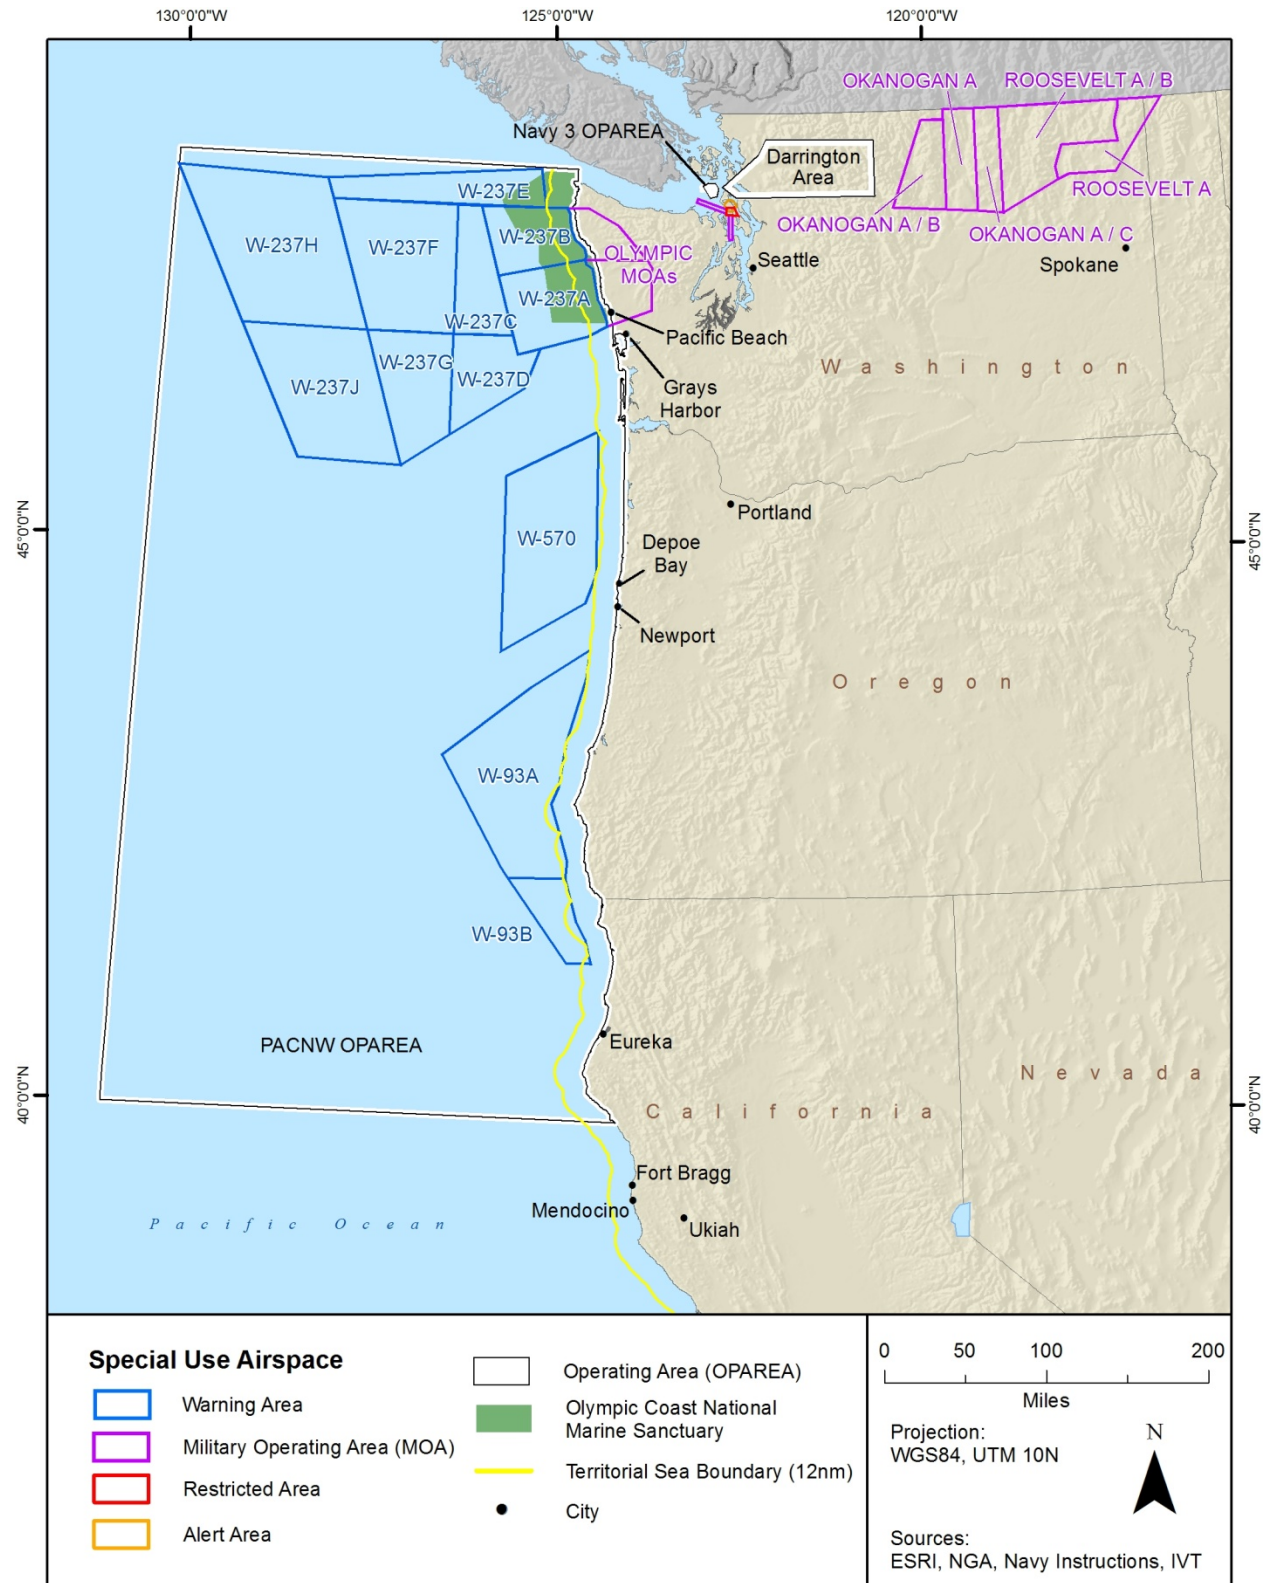 130°0'0"W
125°0'0"W
120°0'0"W
OKANOGAN A
ROOSEVELT A / B
Navy 3 OPAREA
Darrington
Area
W-237E
ROOSEVELT A
OKANOGAN A / B
OKANOGAN A / C
W-237H
W-237F
W-237B
OLYMPIC
MOAs
Seattle
Spokane
W-237A
W-237C
Pacific Beach
W-237G
W-237D
W-237J
Grays
Harbor
Washington
45°0'0"N
45°0'0"N
W-570
Portland
Depoe
Bay
Newport
Oregon
W-93A
W-93B
PACNW OPAREA
Eureka
Nevada
California
40°0'0"N
40°0'0"N
Fort Bragg
Mendocino
Ukiah
Pacific Ocean
Special Use Airspace
Warning Area
Military Operating Area (MOA)
Restricted Area
Alert Area
Operating Area (OPAREA)
Olympic Coast National
Marine Sanctuary
Territorial Sea Boundary (12nm)
City
0 50 100 200
Miles
Projection:
WGS84, UTM 10N
N
Sources:
ESRI, NGA, Navy Instructions, IVT